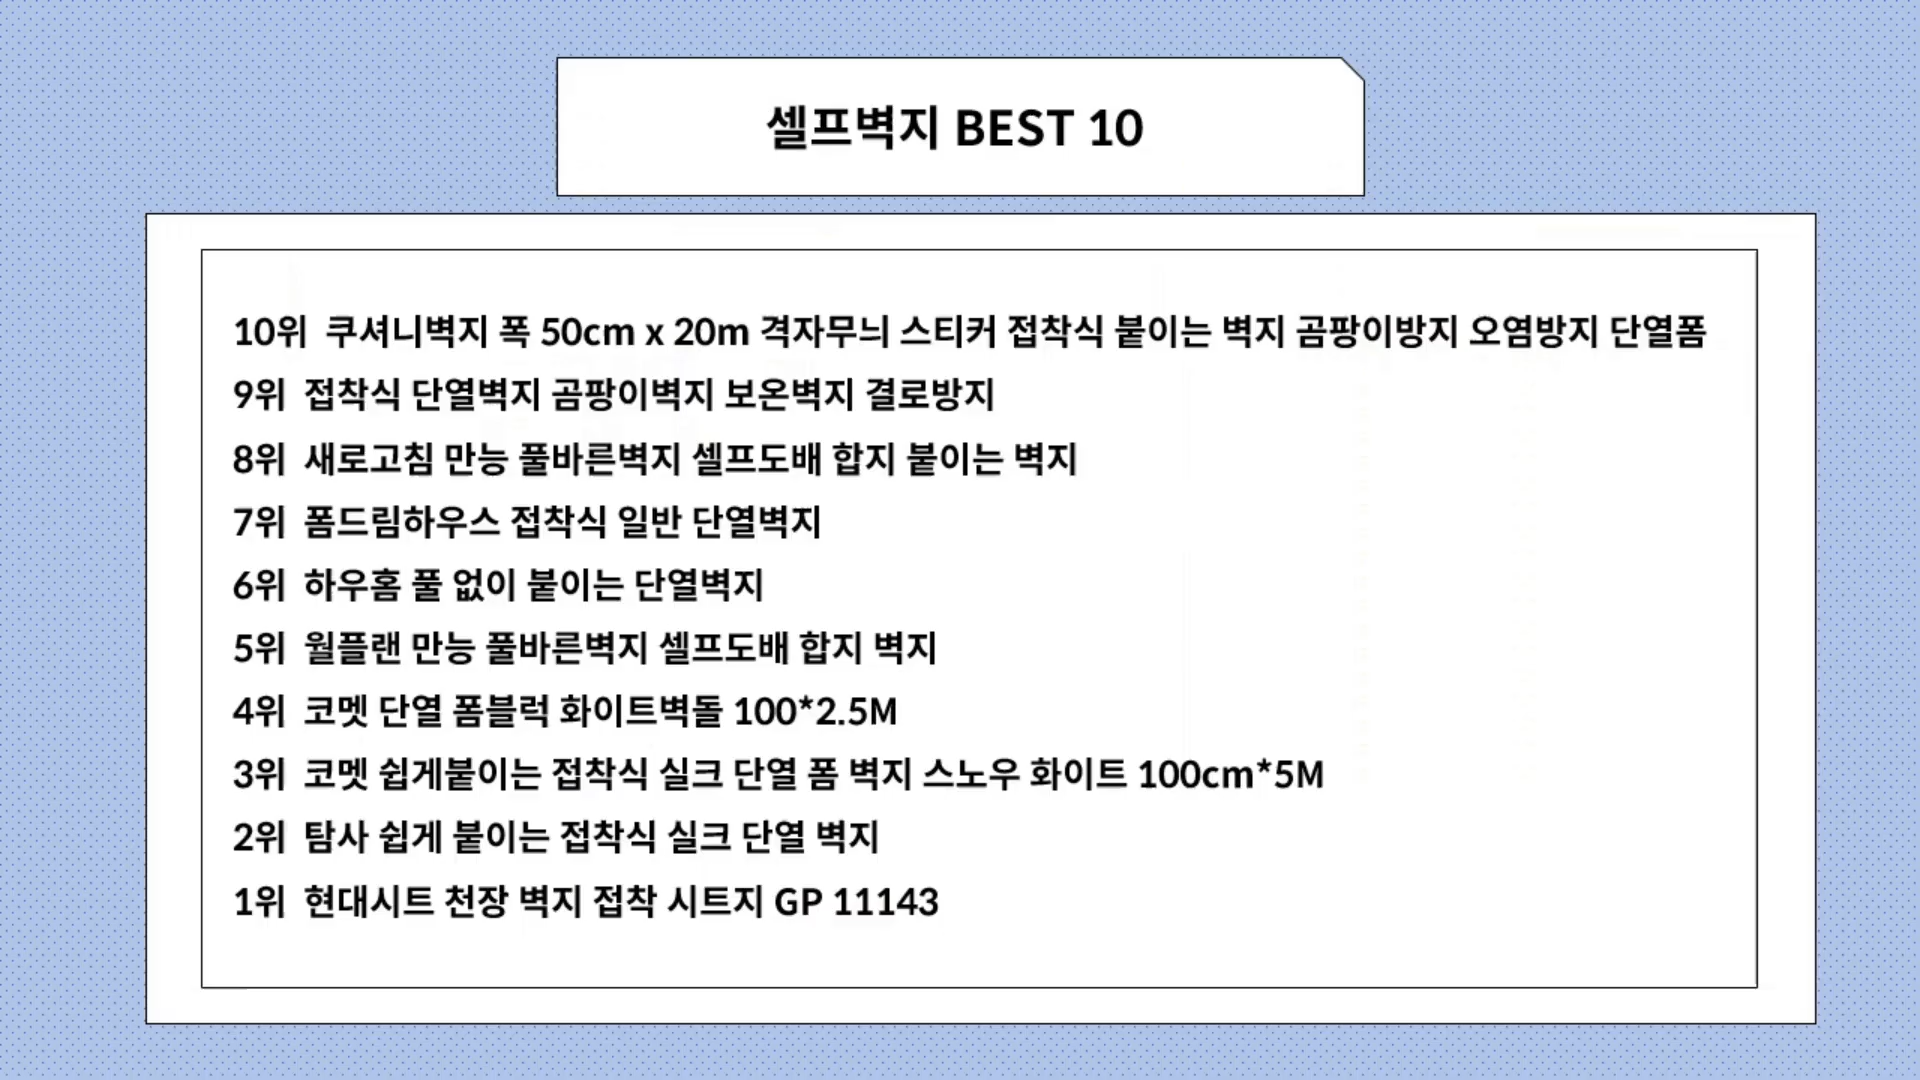 셀프벽지 BEST 10
10위 쿠셔니벽지 폭 50cm x 20m 격자무늬 스티커 접착식 붙이는 벽지 곰팡이방지 오염방지 단열폼
9위 접착식 단열벽지 곰팡이벽지 보온벽지 결로방지
8위 새로고침 만능 풀바른벽지 셀프도배 합지 붙이는 벽지
7위 폼드림하우스 접착식 일반 단열벽지
6위 하우홈 풀 없이 붙이는 단열벽지
5위 월플랜 만능 풀바른벽지 셀프도배 합지 벽지
4위 코멧 단열 폼블럭 화이트벽돌 100*2.5M
3위 코멧 쉽게붙이는 접착식 실크 단열 폼 벽지 스노우 화이트 100cm*5M
2위 탐사 쉽게 붙이는 접착식 실크 단열 벽지
1위 현대시트 천장 벽지 접착 시트지 GP 11143